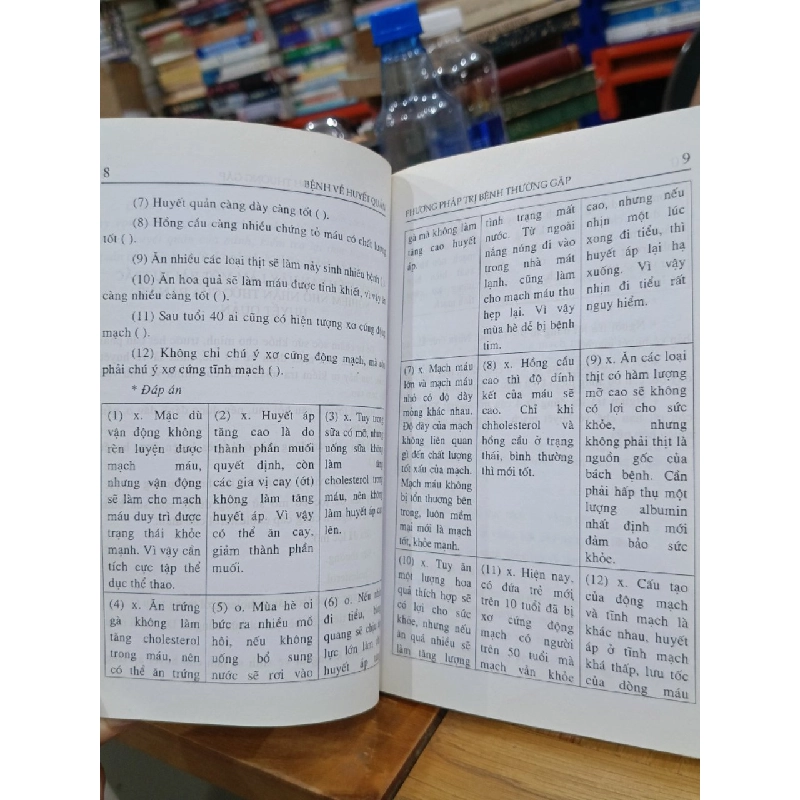 8
BỆNH VỀ HUYẾT QUẢN
(7) Huyết quản càng dày càng tốt ( ).
(8) Hồng cầu càng nhiều chứng tỏ máu có chất lượng
tốt ( ).
(9) Ăn nhiều các loại thịt sẽ làm nảy sinh nhiều bệnh ( ).
(10) Ăn hoa quả sẽ làm máu được tinh khiết, vì vậy ăn
càng nhiều càng tốt ( ).
(11) Sau tuổi 40 ai cũng có hiện tượng xơ cứng động
mạch ( ).
(12) Không chỉ chú ý xơ cứng động mạch, mà còn
phải chú ý xơ cứng tĩnh mạch ( ).
* Đáp án
(1) x. Mặc dù
vận động không
rèn luyện được
mạch máu,
nhưng vận động
sẽ làm cho mạch
máu duy trì được
trạng thái khỏe
mạnh. Vì vậy cần
tích cực tập thể
dục thể thao.
(2) x. Huyết áp
tăng cao là do
thành phần muối
quyết định, còn
các gia vị cay (ớt)
không làm tăng
huyết áp. Vì vậy
có thể ăn cay,
giảm thành phần
muối.
(3) x. Tuy trong
sữa có mỡ, nhưng
uống sữa không
làm tăng
cholesterol trong
máu, nên không
làm huyết áp cao
lên.
(4) x. Ăn trứng
gà không làm
tăng cholesterol
trong máu, nên
có thể ăn trứng
(5) o. Mùa hè oi
bức ra nhiều mồ
hôi, nếu không
uống bổ sung
nước sẽ rơi vào
(6) o. Nếu nhịn
đi tiểu, bàng
quang sẽ chịu áp
lực lớn làm
huyết áp
9
PHƯƠNG PHÁP TRỊ BỆNH THƯỜNG GẶP
gà mà không làm
tăng cao huyết
áp.
tình trạng mất
nước. Từ ngoài
nắng nóng đi vào
trong nhà mát
lạnh, cũng làm
cho mạch máu thu
hẹp lại. Vì vậy
mùa hè dễ bị bệnh
tim.
cao, nhưng nếu
nhịn một lúc
xong đi tiểu, thì
huyết áp lại hạ
xuống. Vì vậy
nhịn đi tiểu rất
nguy hiểm.
(7) x. Mạch máu
lớn và mạch máu
nhỏ có độ dày
mỏng khác nhau.
Độ dày của mạch
không liên quan
gì đến chất lượng
tốt xấu của mạch.
Mạch máu không
bị tổn thương bên
trong, luôn mềm
mại mới là mạch
tốt, khỏe mạnh.
(8) x. Hồng cầu
cao thì độ dính
kết của máu sẽ
cao. Chỉ khi
chholesterol và
hồng cầu ở trạng
thái, bình thường
thì mới tốt.
(9) x. Ăn các loại
thịt có hàm lượng
mỡ cao sẽ không
có lợi cho sức
khỏe, nhưng
không phải thịt là
nguồn gốc của
bách bệnh. Cần
phải hấp thụ một
lượng albumin
nhất định mới
đảm bảo sức
khỏe.
(10) x. Tuy ăn
một lượng hoa
quả thích hợp sẽ
có lợi cho sức
khỏe, nhưng nếu
ăn quá nhiều sẽ
làm tăng lượng
(11) x. Hiện nay,
có đứa trẻ mới
trên 10 tuổi đã bị
xơ cứng động
mạch có người
trên 50 tuổi mà
mạch vẫn khỏe
(12) x. Cấu tạo
của động mạch
và tĩnh mạch là
khác nhau, huyết
áp ở tĩnh mạch
khá thấp, lưu tốc
của dòng máu